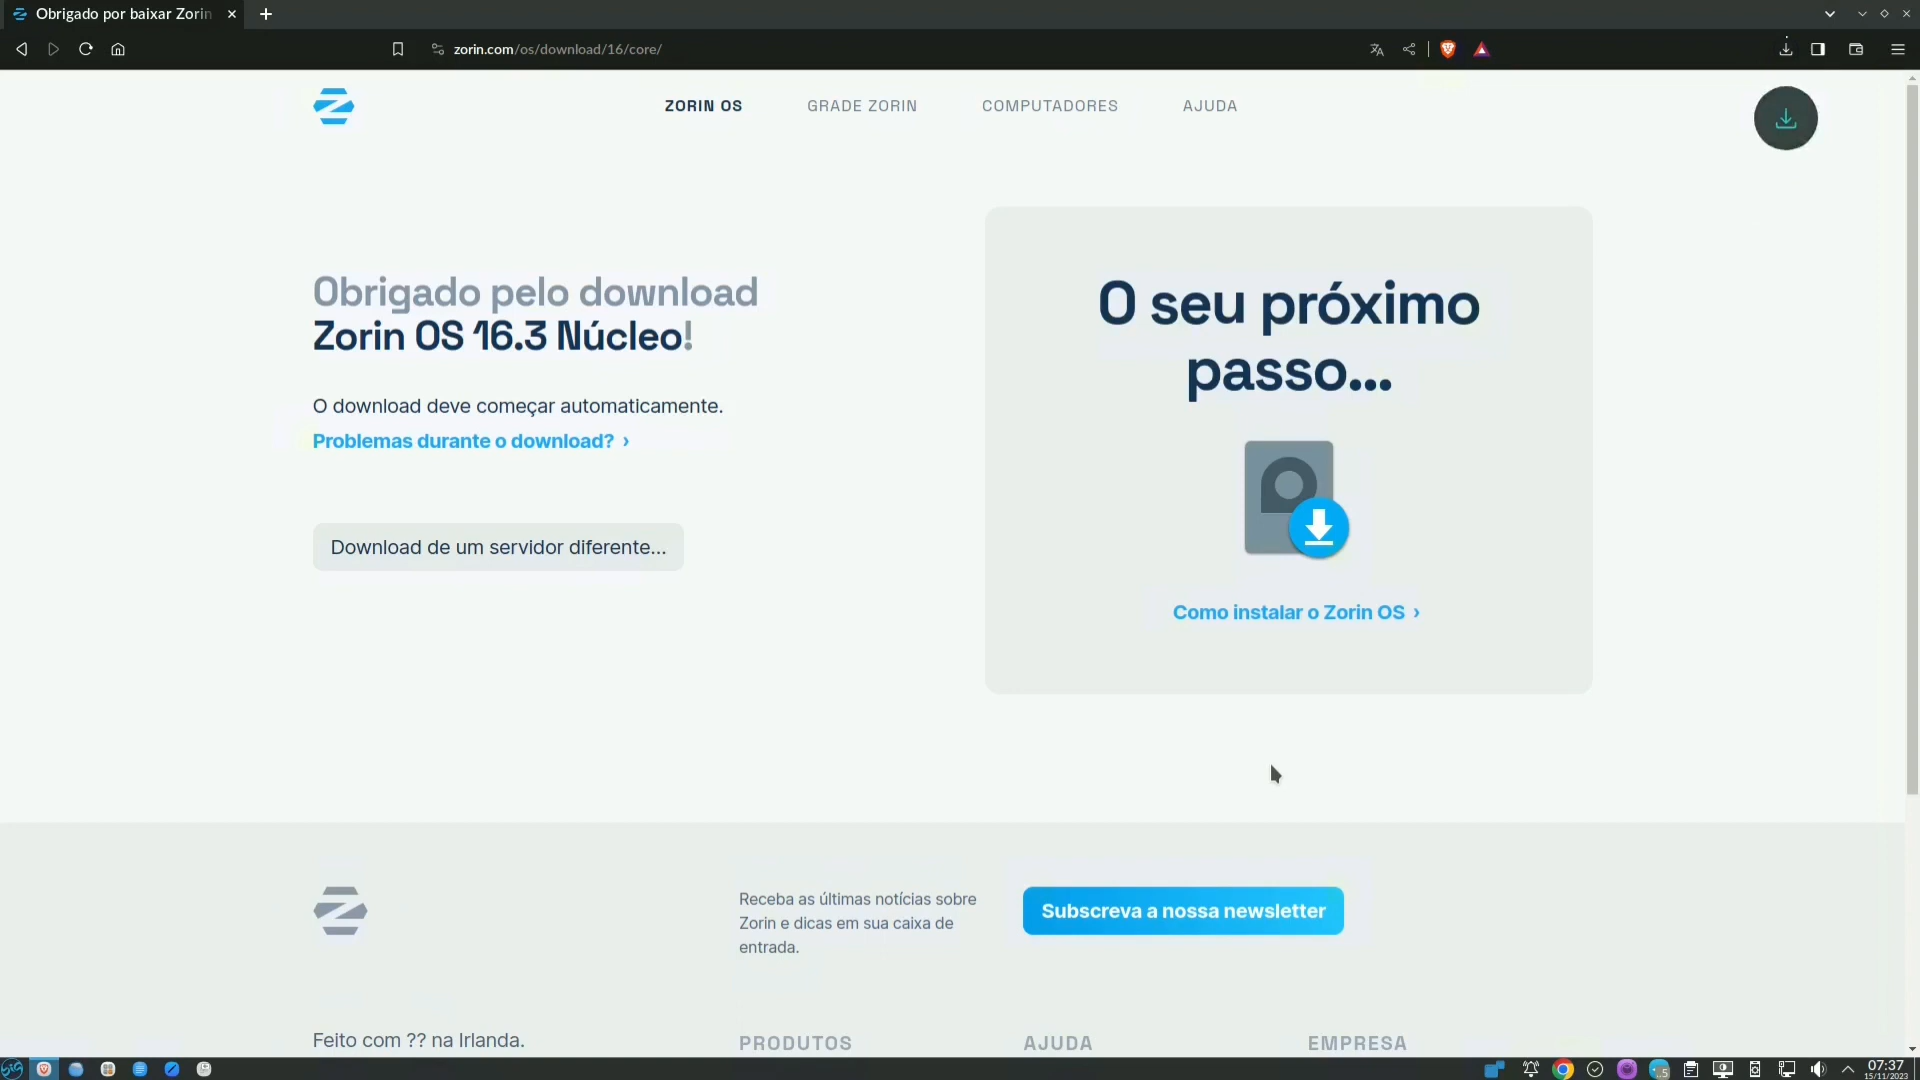 Obrigado por baixar Zorin
zorin.com/os/download/16/core/
ZORIN OS
GRADE ZORIN
COMPUTADORES
AJUDA
Obrigado pelo download
Zorin OS 16.3 Núcleo!
O download deve começar automaticamente.
Problemas durante o download? ›
Download de um servidor diferente...
O seu próximo
passo...
Como instalar o Zorin OS ›
Receba as últimas notícias sobre
Zorin e dicas em sua caixa de
entrada.
Subscreva a nossa newsletter
Feito com ?? na Irlanda.
PRODUTOS
AJUDA
EMPRESA
07:37
15/11/2023